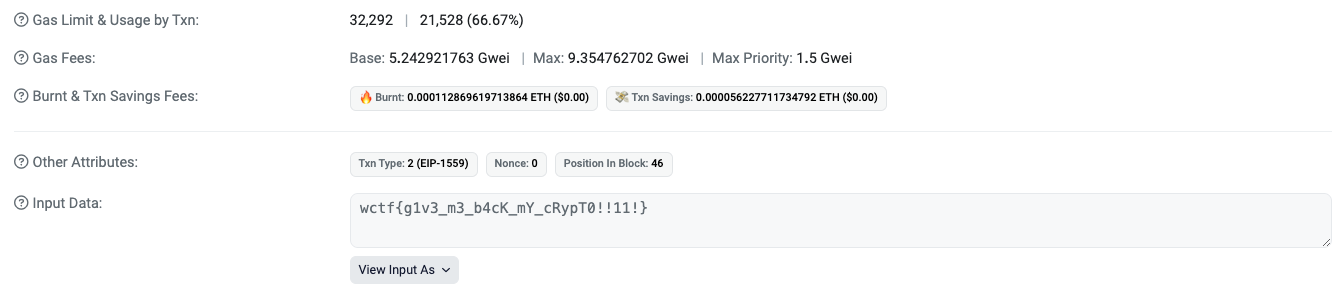 Gas Limit & Usage by Txn: 32,292 | 21,528 (66.67%)
Gas Fees: Base: 5.242921763 Gwei | Max: 9.354762702 Gwei | Max Priority: 1.5 Gwei
Burnt & Txn Savings Fees: 🔥 Burnt: 0.000112869619713864 ETH ($0.00) 💸 Txn Savings: 0.000056227711734792 ETH ($0.00)
Other Attributes: Txn Type: 2 (EIP-1559) Nonce: 0 Position In Block: 46
Input Data: wctf{g1v3_m3_b4cK_mY_cRypT0!!11!}
View Input As